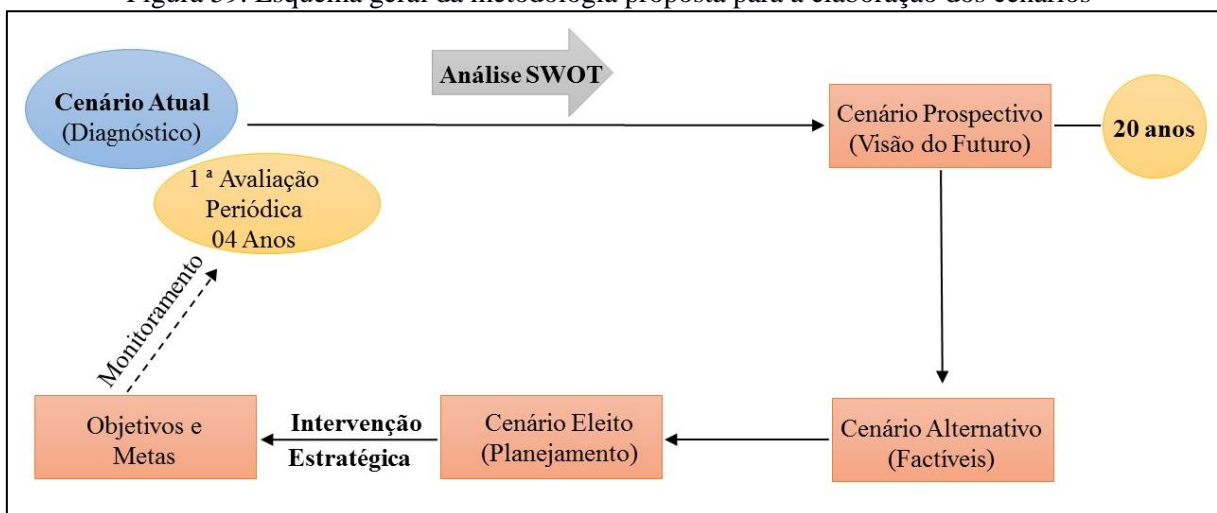 Figura 39. Esquema geral da metodologia proposta para a elaboração dos cenários
Cenário Atual
(Diagnóstico)
Análise SWOT
Cenário Prospectivo
(Visão do Futuro)
20 anos
1 ª Avaliação
Periódica
04 Anos
Monitoramento
Objetivos e
Metas
Intervenção
Estratégica
Cenário Eleito
(Planejamento)
Cenário Alternativo
(Factíveis)